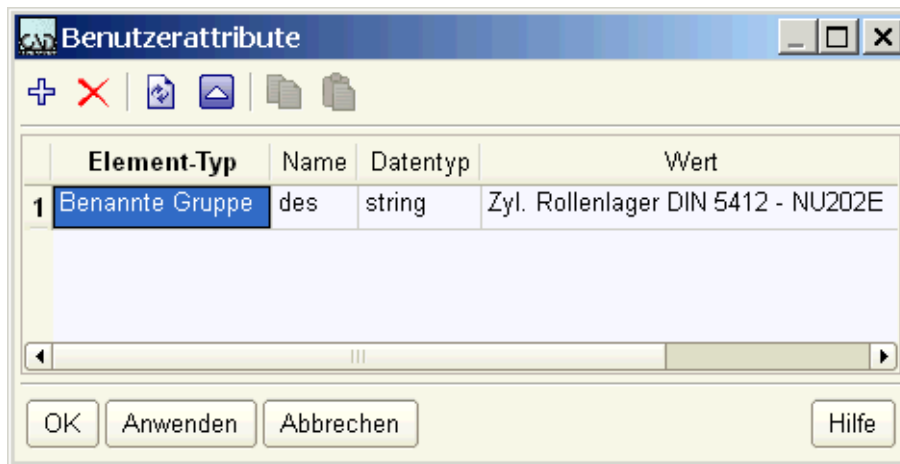 Benutzerattribute
Element-Typ Name Datentyp Wert
1 Benannte Gruppe des string Zyl. Rollenlager DIN 5412 - NU202E
OK Anwenden Abbrechen Hilfe